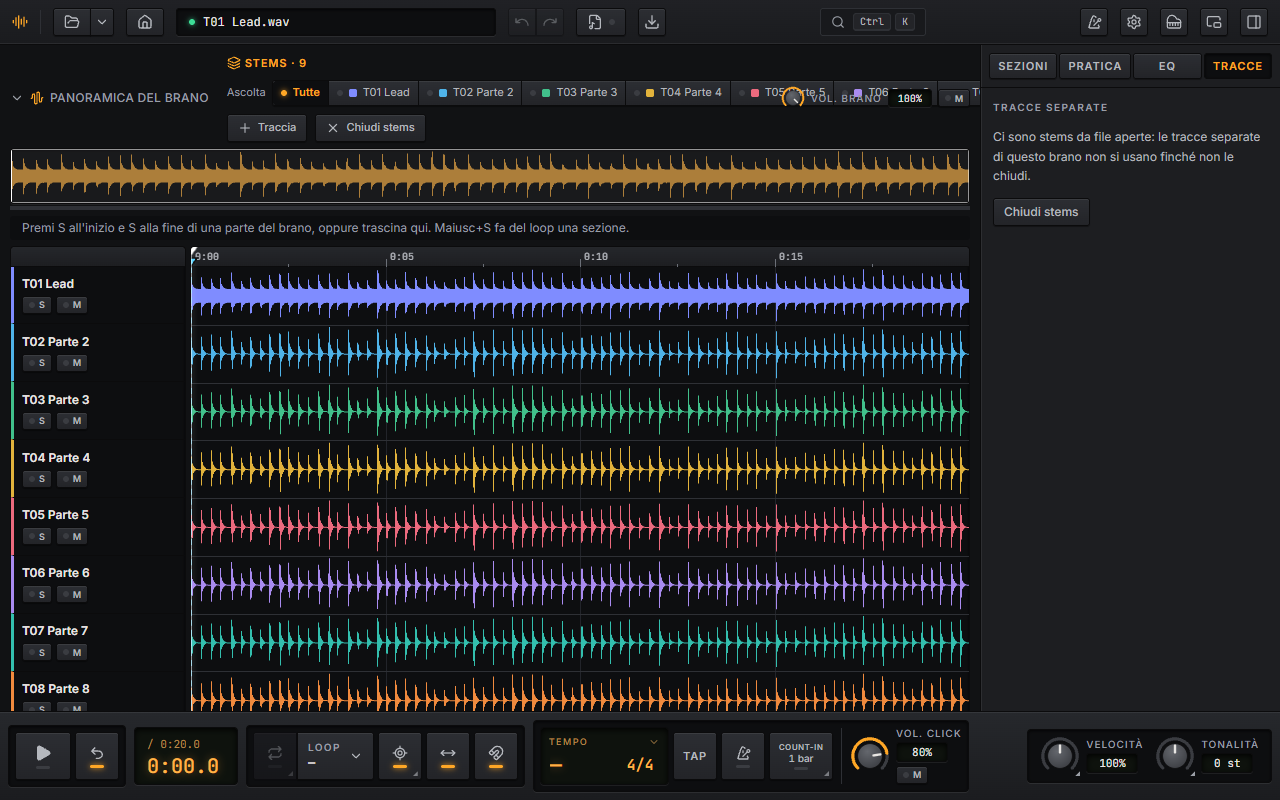 T01 Lead.wav
Ctrl K
STEMS · 9
PANORAMICA DEL BRANO
Ascolta Tutte T01 Lead T02 Parte 2 T03 Parte 3 T04 Parte 4
VOL. BRANO 100% M
Traccia Chiudi stems
Premi S all'inizio e S alla fine di una parte del brano, oppure trascina qui. Maiusc+S fa del loop una sezione.
0:00 0:05 0:10 0:15
T01 Lead
S M
T02 Parte 2
S M
T03 Parte 3
S M
T04 Parte 4
S M
T05 Parte 5
S M
T06 Parte 6
S M
T07 Parte 7
S M
T08 Parte 8
S M
SEZIONI PRATICA EQ TRACCE
TRACCE SEPARATE
Ci sono stems da file aperte: le tracce separate
di questo brano non si usano finché non le
chiudi.
Chiudi stems
/ 0:20.0
0:00.0
LOOP
–
TEMPO
– 4/4
TAP
COUNT-IN
1 bar
VOL. CLICK
80%
M
VELOCITÀ
100%
TONALITÀ
0 st